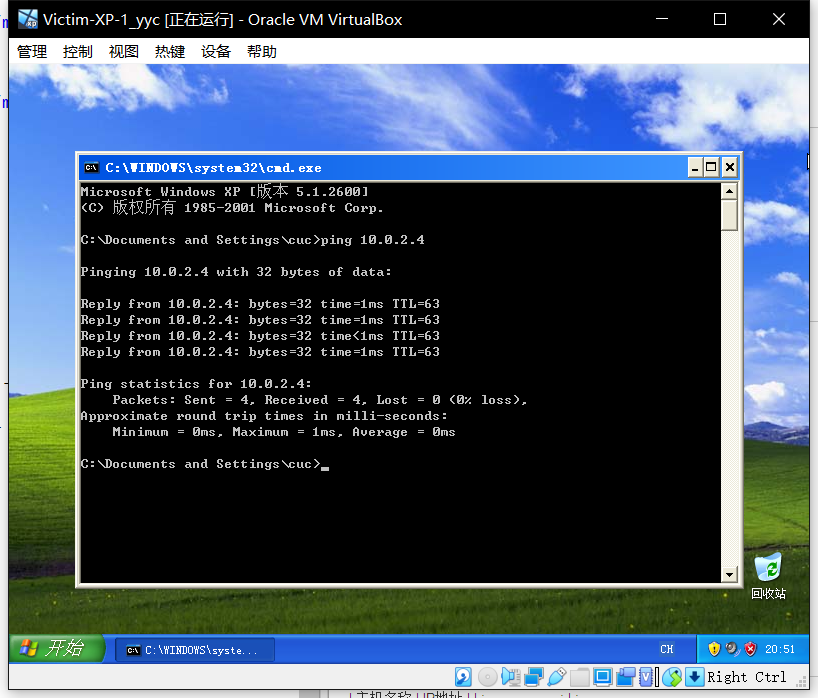 Victim-XP-1_yyc [正在运行] - Oracle VM VirtualBox
管理 控制 视图 热键 设备 帮助
C:\WINDOWS\system32\cmd.exe
Microsoft Windows XP [版本 5.1.2600]
(C) 版权所有 1985-2001 Microsoft Corp.
C:\Documents and Settings\cuc>ping 10.0.2.4
Pinging 10.0.2.4 with 32 bytes of data:
Reply from 10.0.2.4: bytes=32 time=1ms TTL=63
Reply from 10.0.2.4: bytes=32 time=1ms TTL=63
Reply from 10.0.2.4: bytes=32 time<1ms TTL=63
Reply from 10.0.2.4: bytes=32 time=1ms TTL=63
Ping statistics for 10.0.2.4:
Packets: Sent = 4, Received = 4, Lost = 0 (0% loss),
Approximate round trip times in milli-seconds:
Minimum = 0ms, Maximum = 1ms, Average = 0ms
C:\Documents and Settings\cuc>
回收站
开始 C:\WINDOWS\syste... CH 20:51
Right Ctrl